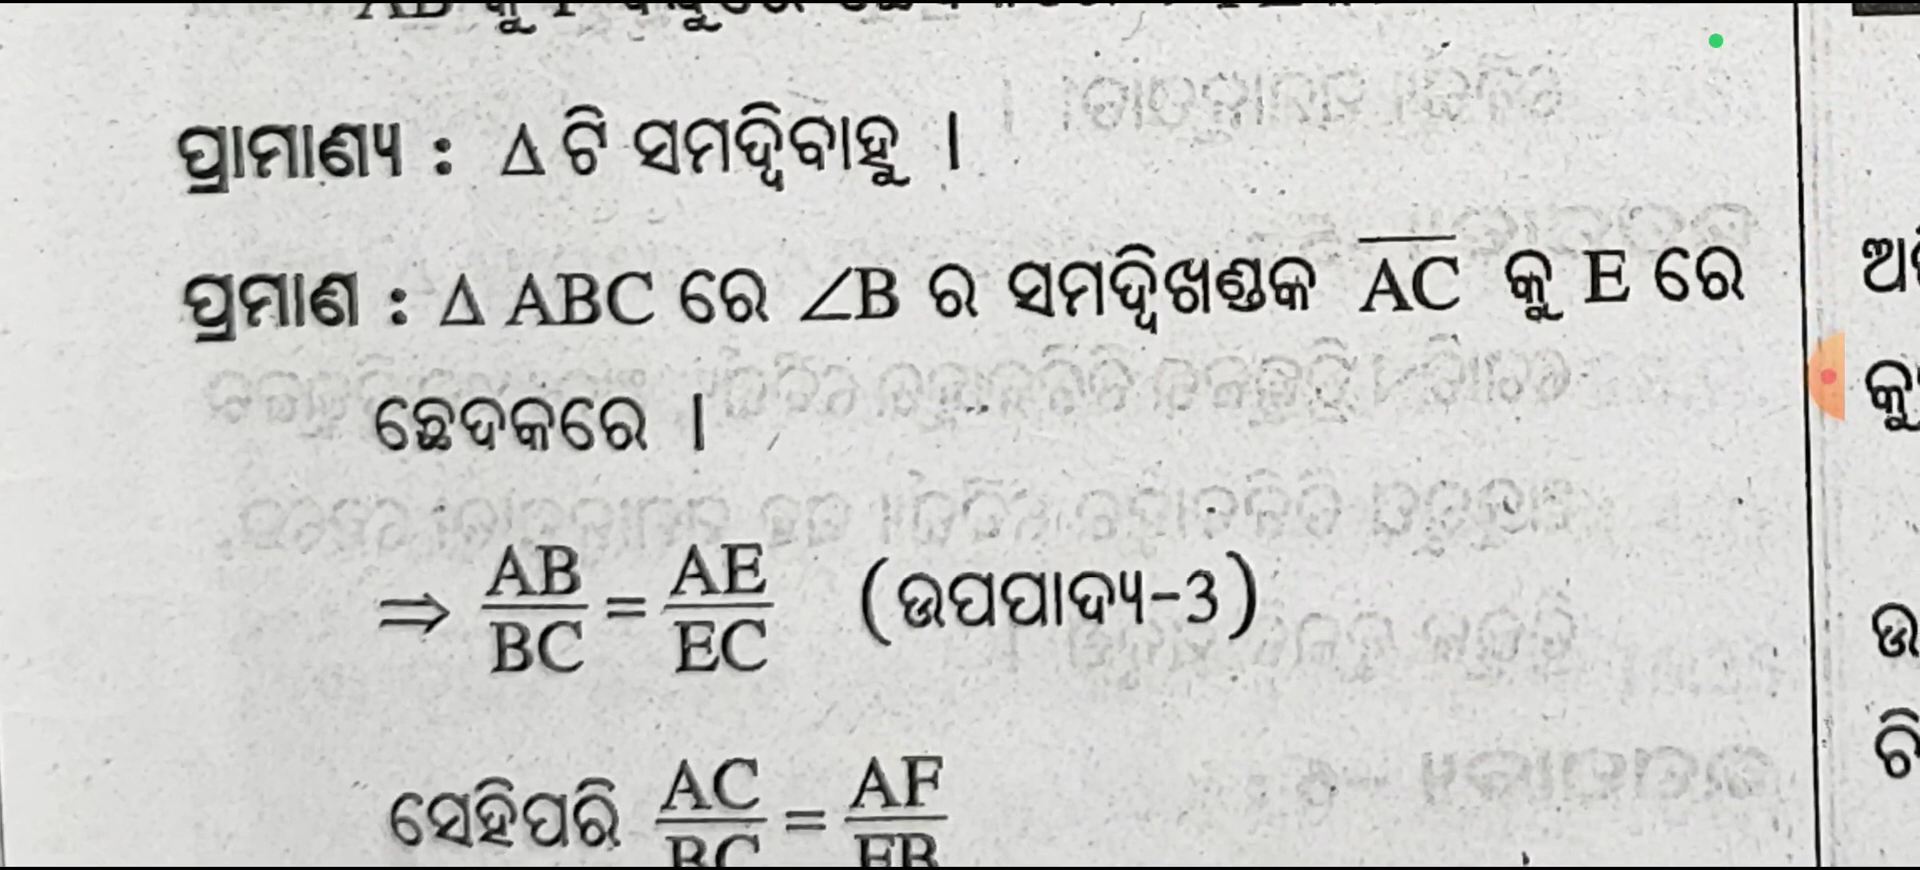 ପ୍ରାମାଣ୍ୟ : Δ ଟି ସମଦ୍ୱିବାହୁ ।
ପ୍ରମାଣ : Δ ABC ରେ ∠B ର ସମଦ୍ୱିଖଣ୍ଡକ \overline{AC} କୁ E ରେ
ଛେଦକରେ ।
⇒ AB/BC = AE/EC (ଉପପାଦ୍ୟ-3)
ସେହିପରି AC/BC = AF/FB